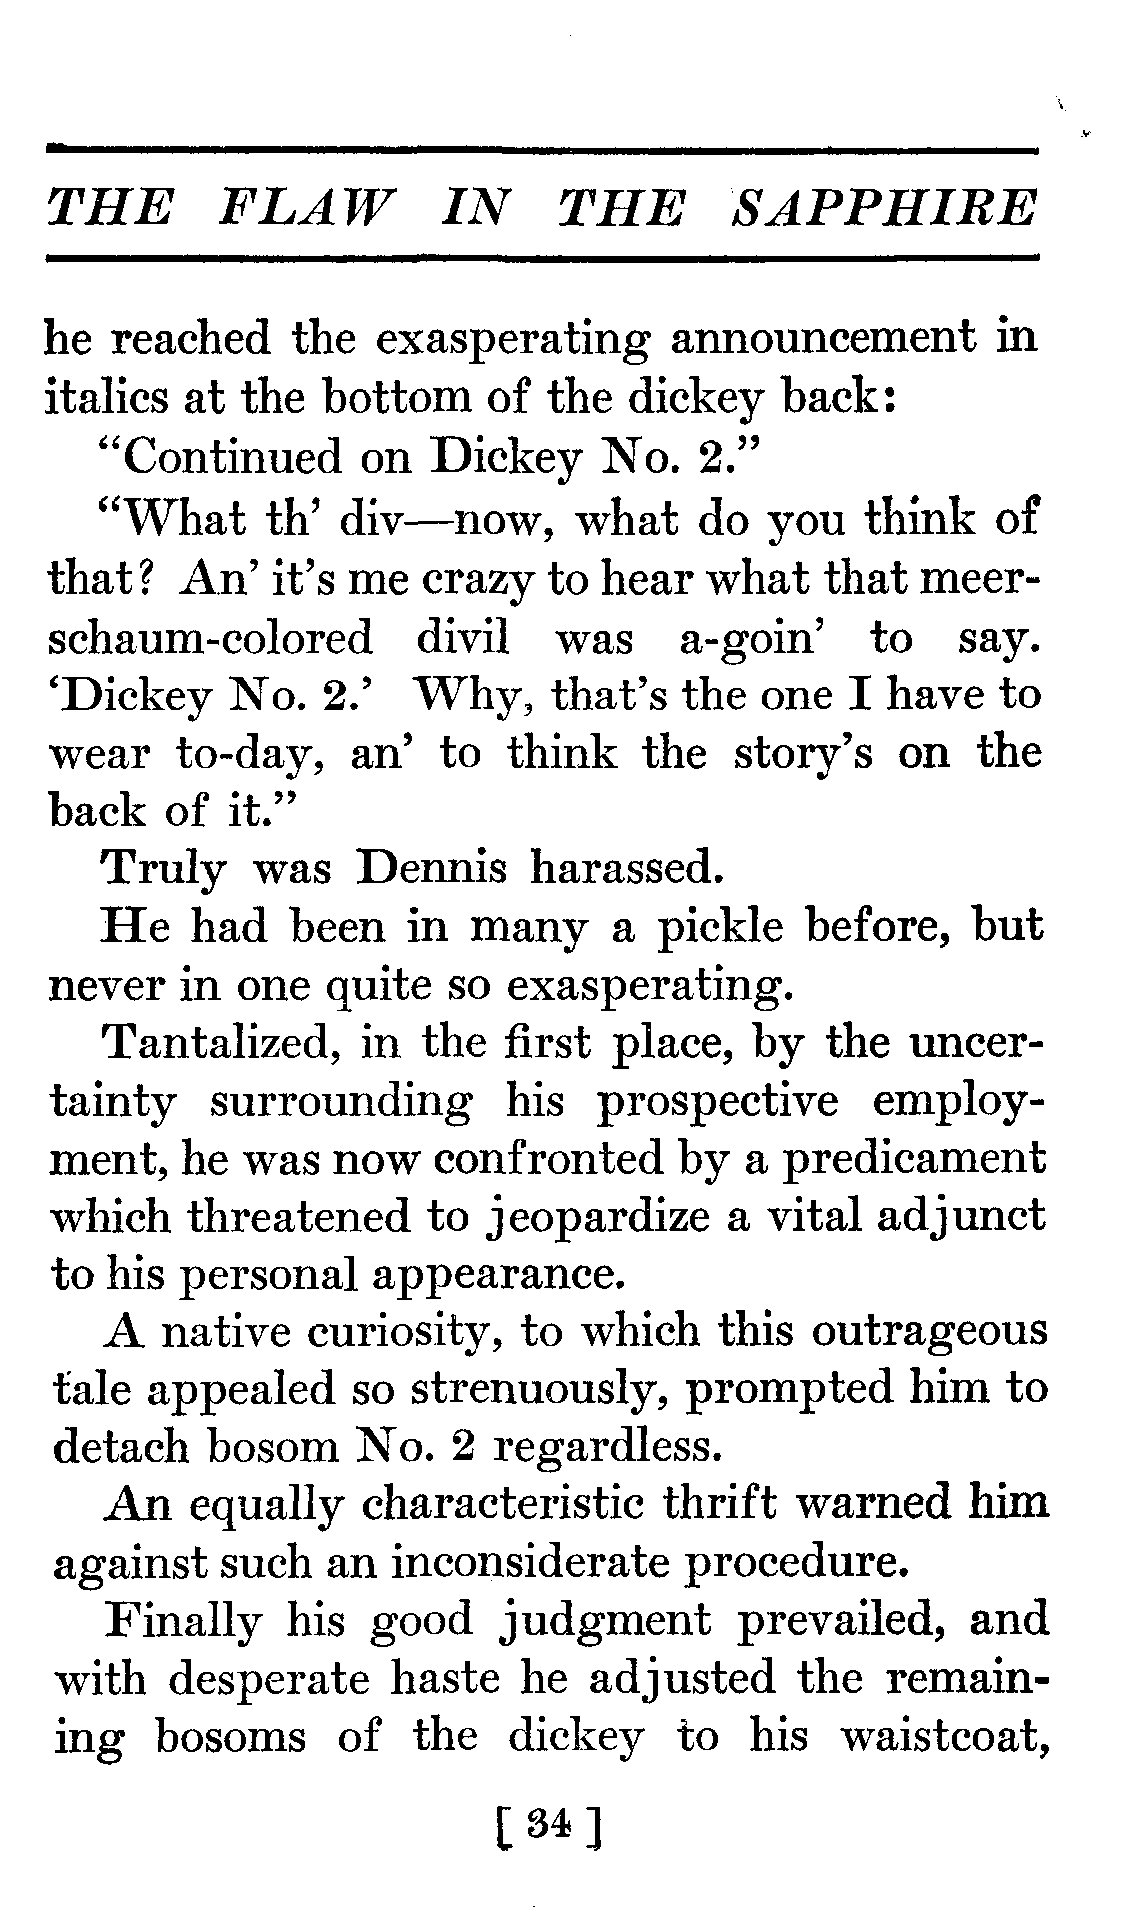 THE FLAW IN THE SAPPHIRE
he reached the exasperating announcement in
italics at the bottom of the dickey back:
“Continued on Dickey No. 2.”
“What th’ div—now, what do you think of
that? An’ it’s me crazy to hear what that meer-
schaum-colored divil was a-goin’ to say.
‘Dickey No. 2.’ Why, that’s the one I have to
wear to-day, an’ to think the story’s on the
back of it.”
Truly was Dennis harassed.
He had been in many a pickle before, but
never in one quite so exasperating.
Tantalized, in the first place, by the uncer-
tainty surrounding his prospective employ-
ment, he was now confronted by a predicament
which threatened to jeopardize a vital adjunct
to his personal appearance.
A native curiosity, to which this outrageous
tale appealed so strenuously, prompted him to
detach bosom No. 2 regardless.
An equally characteristic thrift warned him
against such an inconsiderate procedure.
Finally his good judgment prevailed, and
with desperate haste he adjusted the remain-
ing bosoms of the dickey to his waistcoat,
[ 34 ]